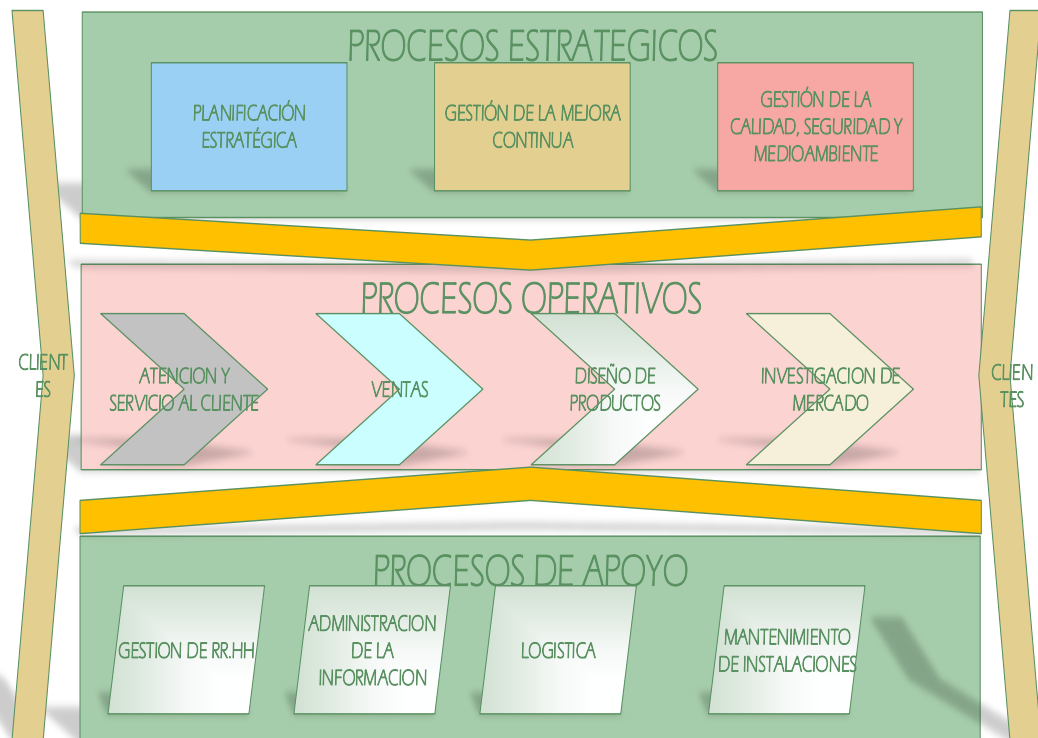 PROCESOS ESTRATEGICOS
PLANIFICACIÓN
ESTRATÉGICA
GESTIÓN DE LA MEJORA
CONTINUA
GESTIÓN DE LA
CALIDAD, SEGURIDAD Y
MEDIOAMBIENTE
CLIENT
ES
PROCESOS OPERATIVOS
ATENCION Y
SERVICIO AL CLIENTE
VENTAS
DISEÑO DE
PRODUCTOS
INVESTIGACION DE
MERCADO
CLIEN
TES
PROCESOS DE APOYO
GESTION DE RR.HH
ADMINISTRACION
DE LA
INFORMACION
LOGISTICA
MANTENIMIENTO
DE INSTALACIONES